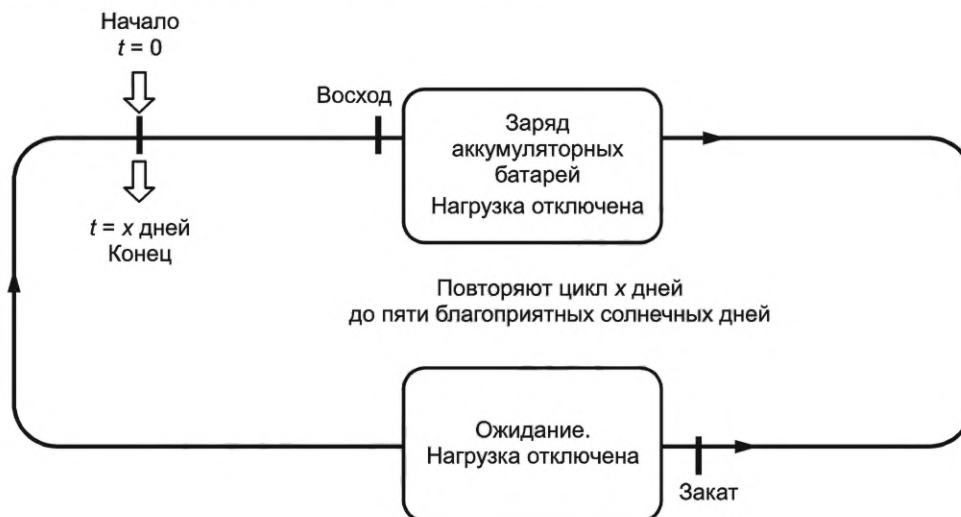 Начало
t = 0
Восход
Заряд
аккумуляторных
батарей
Нагрузка отключена
t = x дней
Конец
Повторяют цикл x дней
до пяти благоприятных солнечных дней
Ожидание.
Нагрузка отключена
Закат